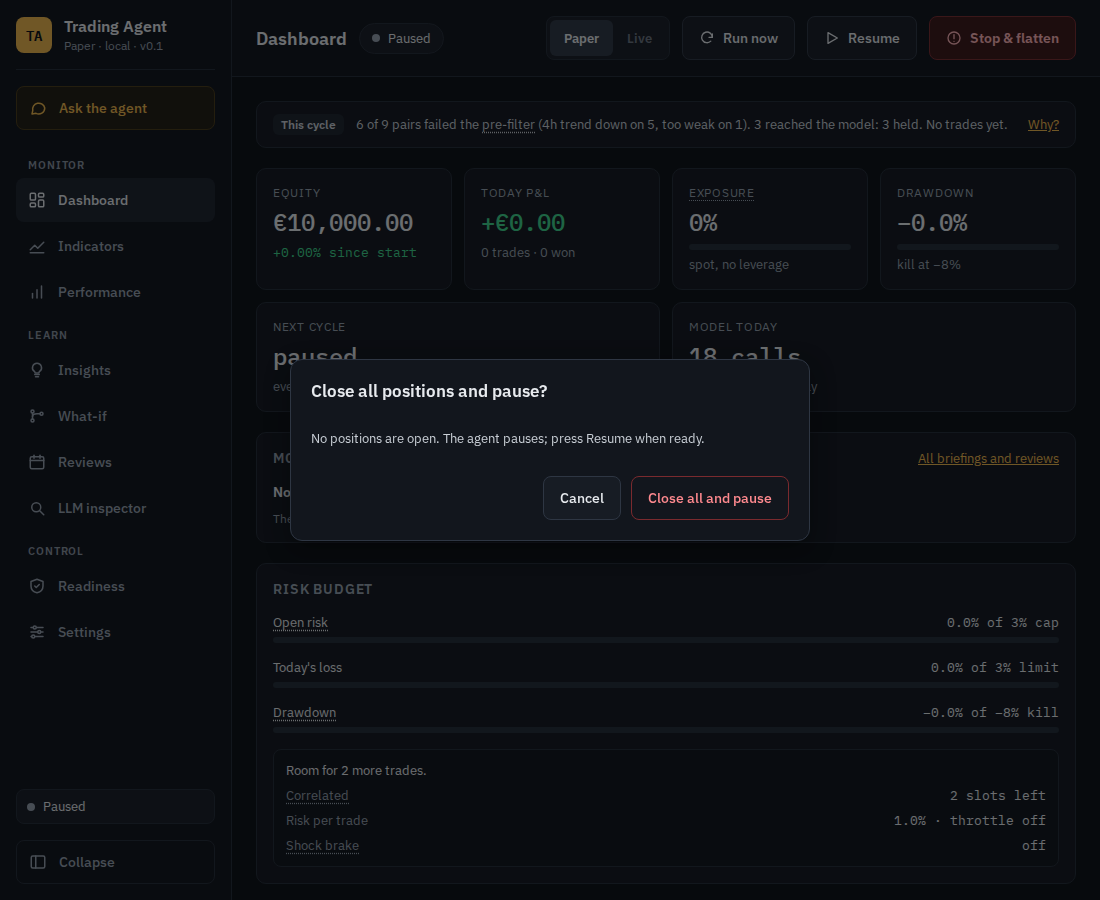 TA
Trading Agent
Paper · local · v0.1
Ask the agent
MONITOR
Dashboard
Indicators
Performance
LEARN
Insights
What-if
Reviews
LLM inspector
CONTROL
Readiness
Settings
Paused
Collapse
Dashboard
Paused
Paper
Live
Run now
Resume
Stop & flatten
This cycle
6 of 9 pairs failed the pre-filter (4h trend down on 5, too weak on 1). 3 reached the model: 3 held. No trades yet.
Why?
EQUITY
€10,000.00
+0.00% since start
TODAY P&L
+€0.00
0 trades · 0 won
EXPOSURE
0%
spot, no leverage
DRAWDOWN
−0.0%
kill at −8%
NEXT CYCLE
paused
MODEL TODAY
18 calls
Close all positions and pause?
No positions are open. The agent pauses; press Resume when ready.
Cancel
Close all and pause
All briefings and reviews
RISK BUDGET
Open risk
0.0% of 3% cap
Today's loss
0.0% of 3% limit
Drawdown
−0.0% of −8% kill
Room for 2 more trades.
Correlated
2 slots left
Risk per trade
1.0% · throttle off
Shock brake
off